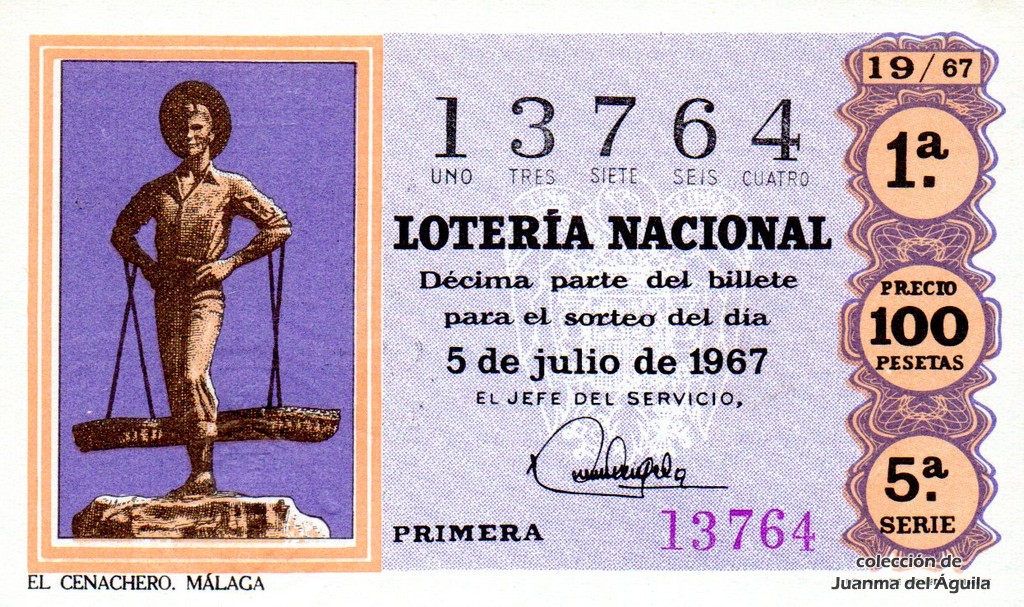 19/67
13764
UNO TRES SIETE SEIS CUATRO
1ª.
LOTERÍA NACIONAL
Décima parte del billete
para el sorteo del día
5 de julio de 1967
EL JEFE DEL SERVICIO,
PRECIO
100
PESETAS
5ª.
SERIE
PRIMERA
13764
EL CENACHERO. MÁLAGA
colección de
Juanma del Águila